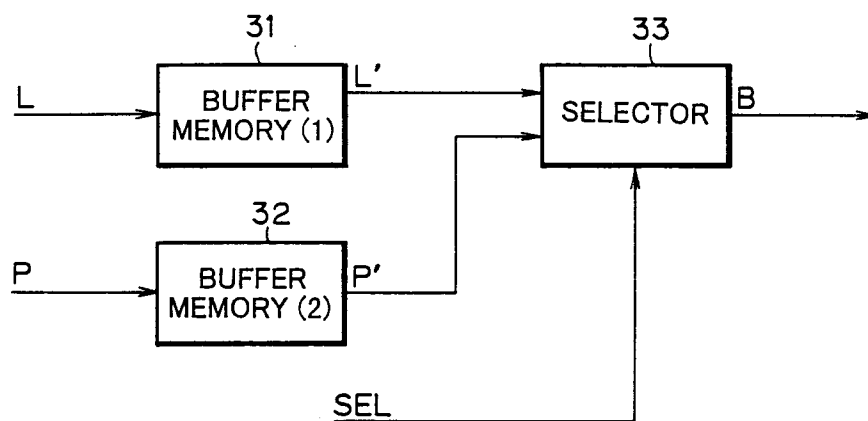 31
33
L
BUFFER
MEMORY (1)
L'
SELECTOR
B
32
P
BUFFER
MEMORY (2)
P'
SEL